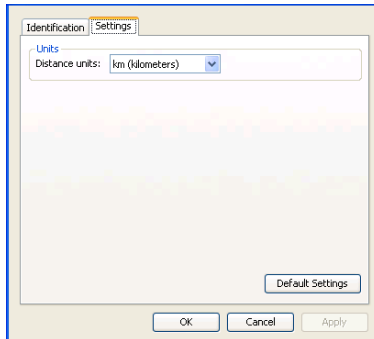 Identification Settings
Units
Distance units: km (kilometers)
Default Settings
OK Cancel Apply